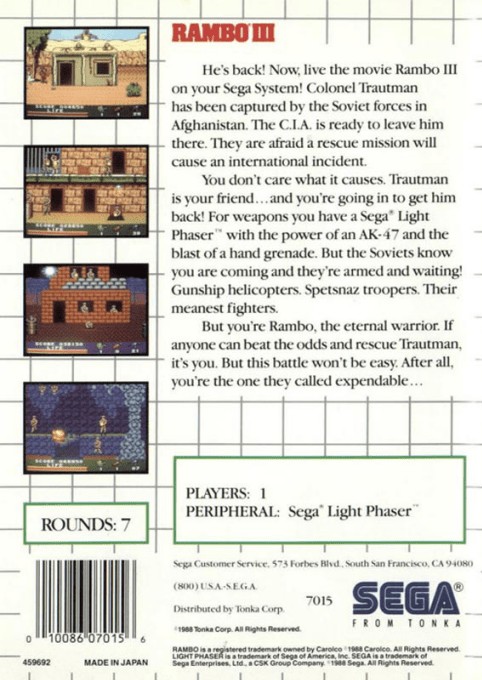 RAMBO III
He's back! Now, live the movie Rambo III
on your Sega System! Colonel Trautman
has been captured by the Soviet forces in
Afghanistan. The C.I.A. is ready to leave him
there. They are afraid a rescue mission will
cause an international incident.
You don't care what it causes. Trautman
is your friend...and you're going in to get him
back! For weapons you have a Sega® Light
Phaser™ with the power of an AK-47 and the
blast of a hand grenade. But the Soviets know
you are coming and they're armed and waiting!
Gunship helicopters. Spetsnaz troopers. Their
meanest fighters.
But you're Rambo, the eternal warrior. If
anyone can beat the odds and rescue Trautman,
it's you. But this battle won't be easy. After all,
you're the one they called expendable...
PLAYERS: 1
PERIPHERAL: Sega® Light Phaser™
ROUNDS: 7
Sega Customer Service, 573 Forbes Blvd., South San Francisco, CA 94080
(800) U.S.A.-S.E.G.A.
Distributed by Tonka Corp.
7015
SEGA®
FROM TONKA
©1988 Tonka Corp. All Rights Reserved.
RAMBO is a registered trademark owned by Carolco ©1988 Carolco. All Rights Reserved.
LIGHT PHASER is a trademark of Sega of America, Inc. SEGA is a trademark of
Sega Enterprises, Ltd., a CSK Group Company. ©1988 Sega. All Rights Reserved.
0 10086 07015 6
459692 MADE IN JAPAN